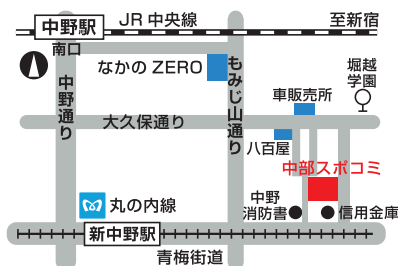 中野駅
JR 中央線
至新宿
南口
なかの ZERO
堀越
学園
車販売所
中野通り
もみじ山通り
大久保通り
八百屋
中部スポコミ
丸の内線
中野
消防書
信用金庫
新中野駅
青梅街道